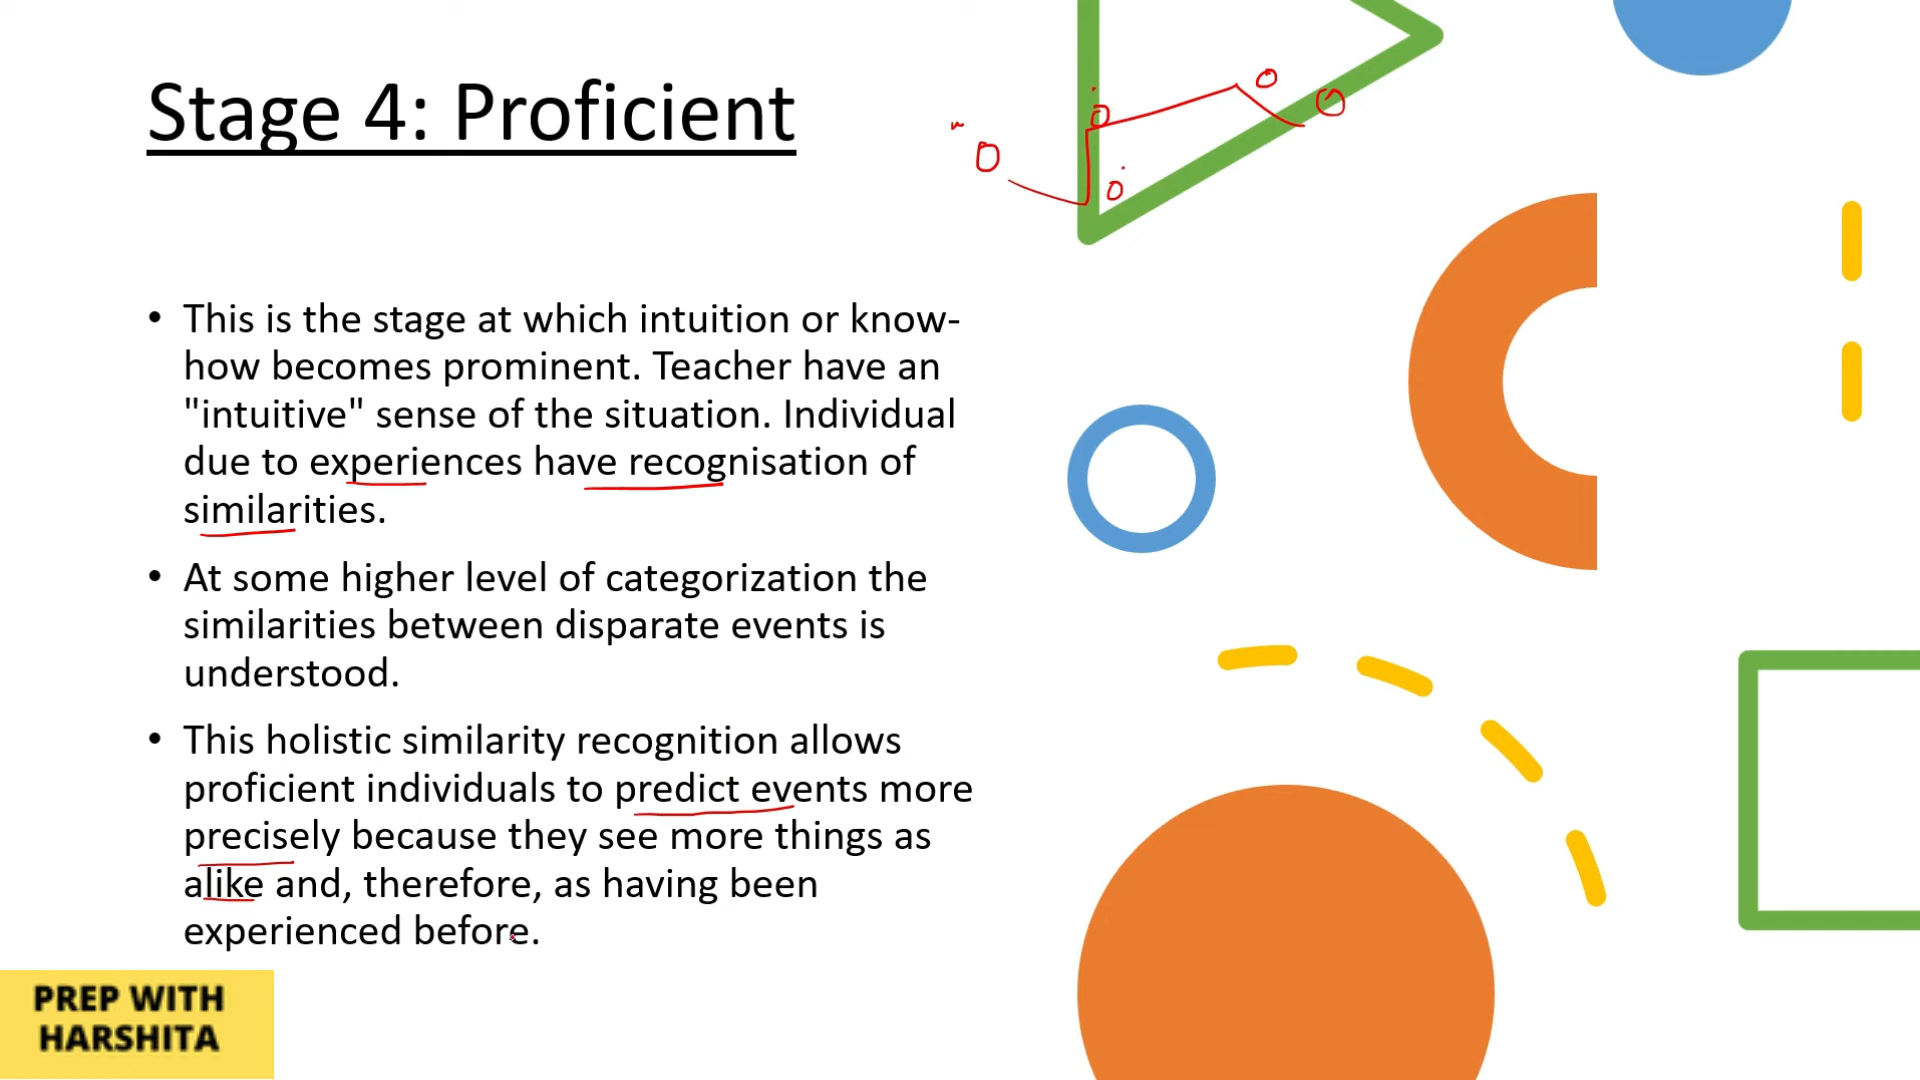 Stage 4: Proficient
• This is the stage at which intuition or know-
how becomes prominent. Teacher have an
"intuitive" sense of the situation. Individual
due to experiences have recognisation of
similarities.
• At some higher level of categorization the
similarities between disparate events is
understood.
• This holistic similarity recognition allows
proficient individuals to predict events more
precisely because they see more things as
alike and, therefore, as having been
experienced before.
PREP WITH
HARSHITA